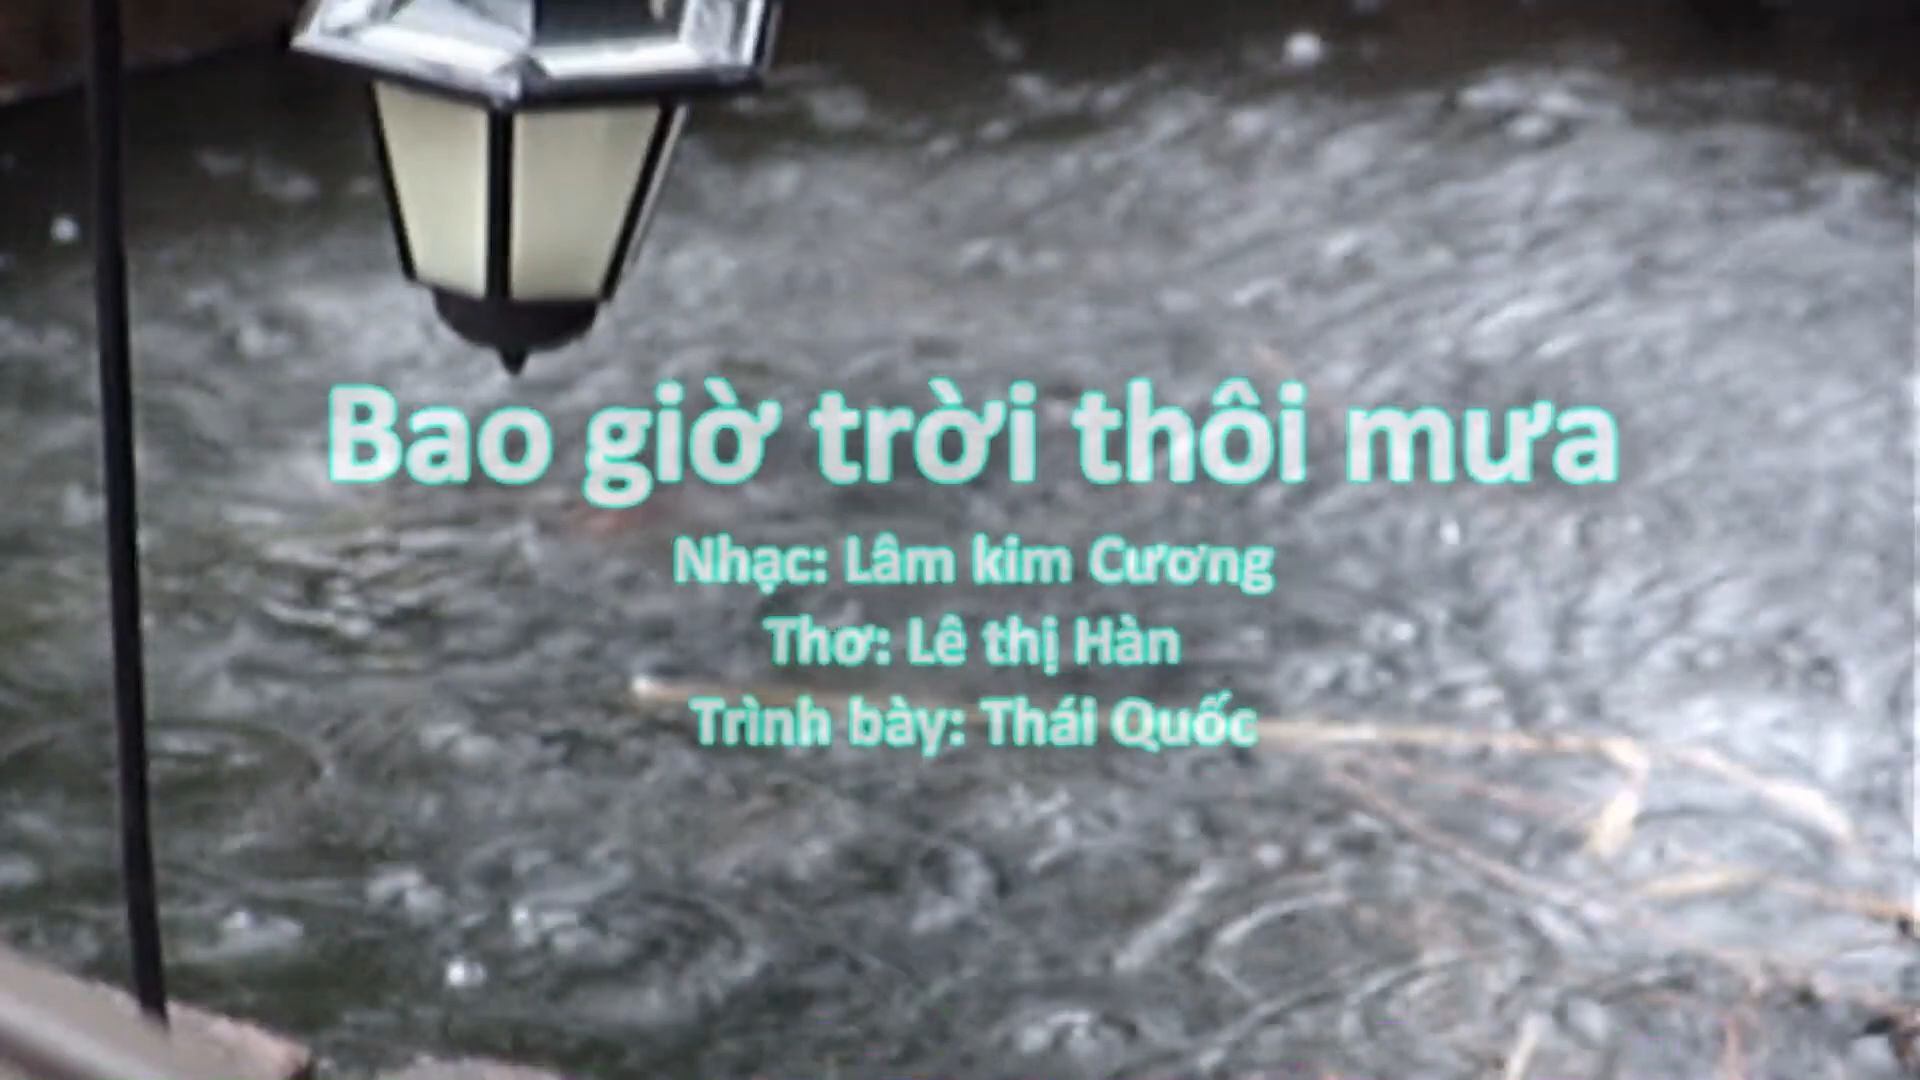 Bao giờ trời thôi mưa
Nhạc: Lâm kim Cương
Thơ: Lê thị Hàn
Trình bày: Thái Quốc